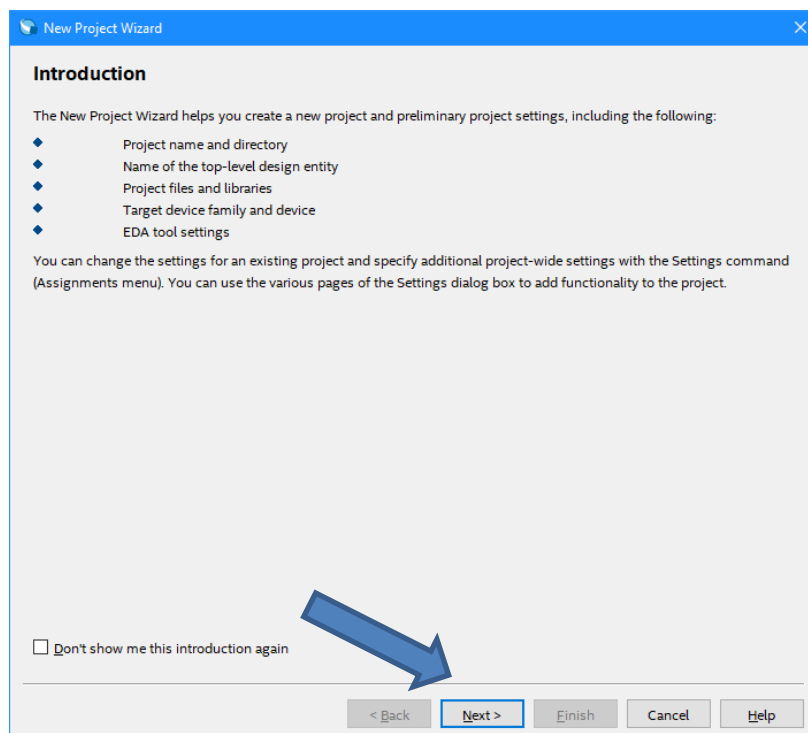 New Project Wizard
Introduction
The New Project Wizard helps you create a new project and preliminary project settings, including the following:
Project name and directory
Name of the top-level design entity
Project files and libraries
Target device family and device
EDA tool settings
You can change the settings for an existing project and specify additional project-wide settings with the Settings command
(Assignments menu). You can use the various pages of the Settings dialog box to add functionality to the project.
Don't show me this introduction again
< Back Next > Finish Cancel Help